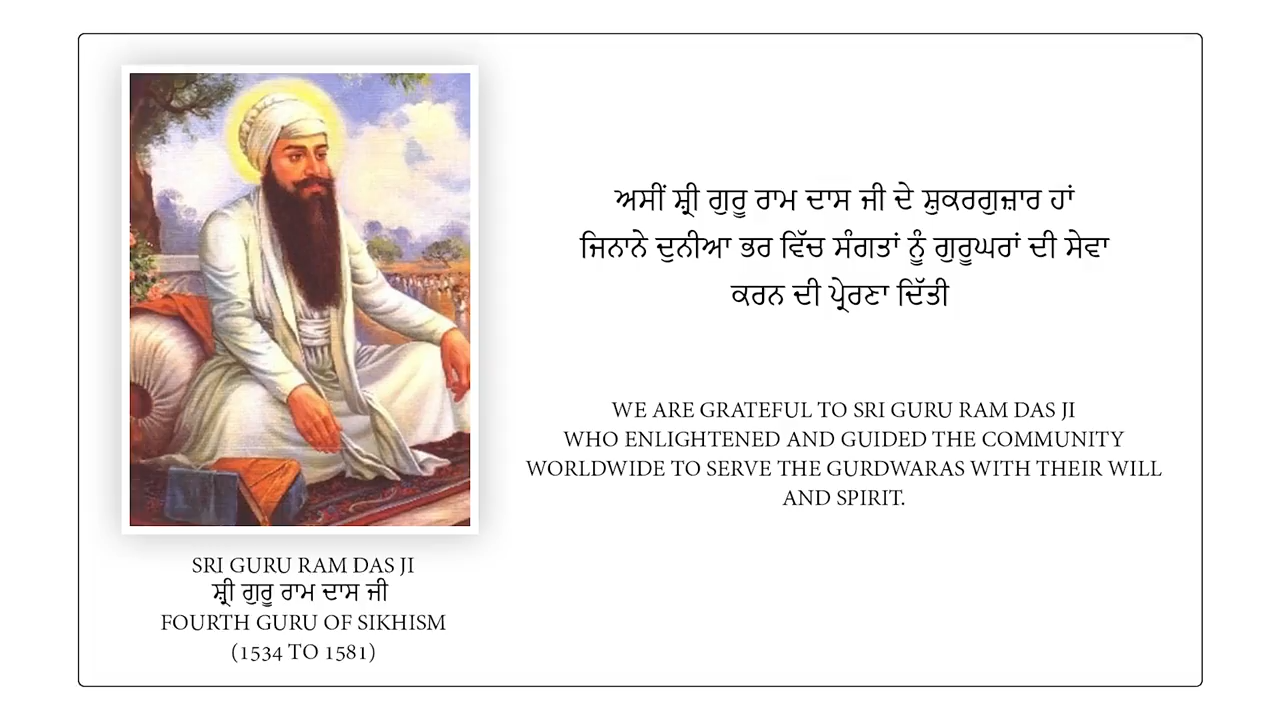 ਅਸੀਂ ਸ਼੍ਰੀ ਗੁਰੂ ਰਾਮ ਦਾਸ ਜੀ ਦੇ ਸ਼ੁਕਰਗੁਜ਼ਾਰ ਹਾਂ
ਜਿਨਾਨੇ ਦੁਨੀਆ ਭਰ ਵਿੱਚ ਸੰਗਤਾਂ ਨੂੰ ਗੁਰੂਘਰਾਂ ਦੀ ਸੇਵਾ
ਕਰਨ ਦੀ ਪ੍ਰੇਰਣਾ ਦਿੱਤੀ
WE ARE GRATEFUL TO SRI GURU RAM DAS JI
WHO ENLIGHTENED AND GUIDED THE COMMUNITY
WORLDWIDE TO SERVE THE GURDWARAS WITH THEIR WILL
AND SPIRIT.
SRI GURU RAM DAS JI
ਸ਼੍ਰੀ ਗੁਰੂ ਰਾਮ ਦਾਸ ਜੀ
FOURTH GURU OF SIKHISM
(1534 TO 1581)